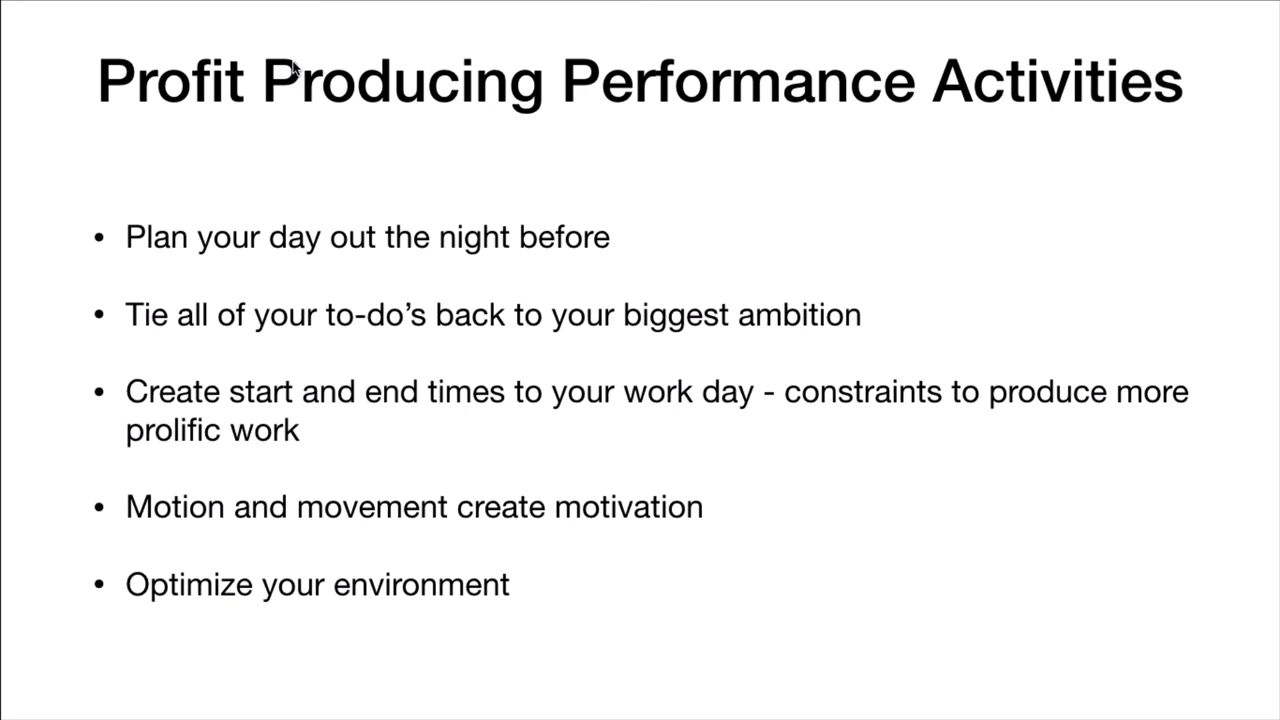 Profit Producing Performance Activities
• Plan your day out the night before
• Tie all of your to-do’s back to your biggest ambition
• Create start and end times to your work day - constraints to produce more
prolific work
• Motion and movement create motivation
• Optimize your environment